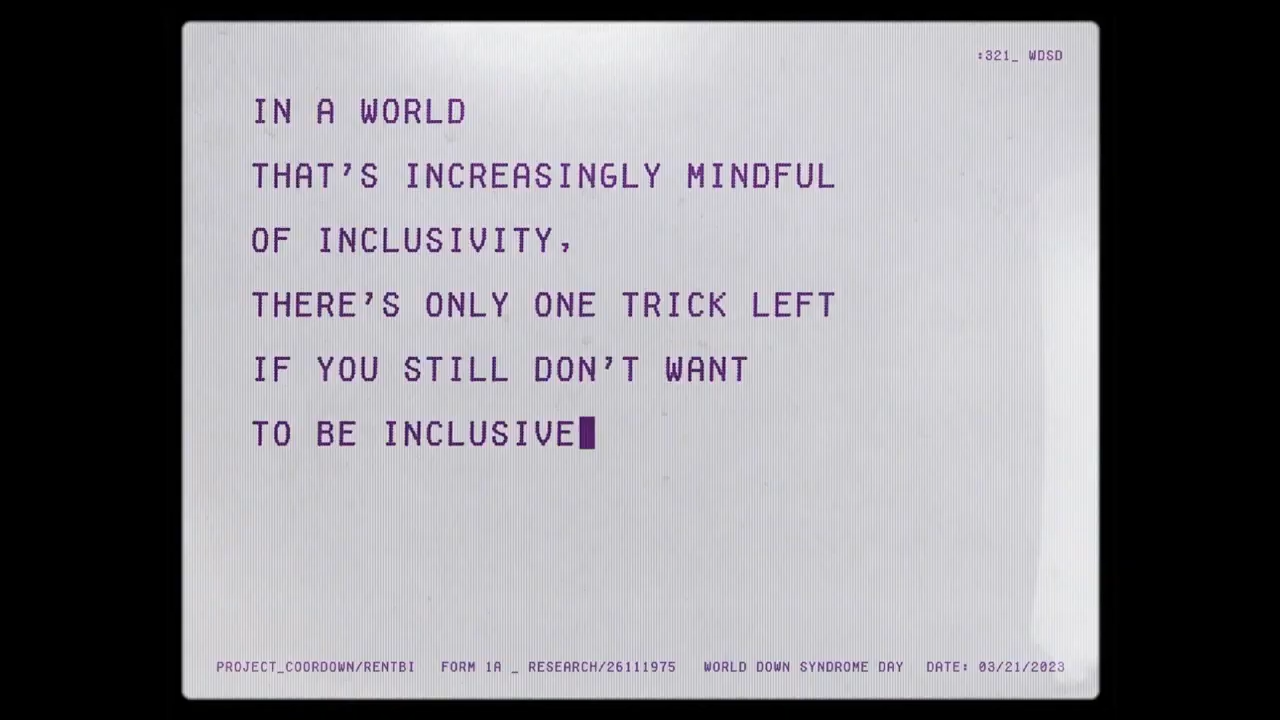 :321_ WDSD
IN A WORLD
THAT'S INCREASINGLY MINDFUL
OF INCLUSIVITY,
THERE'S ONLY ONE TRICK LEFT
IF YOU STILL DON'T WANT
TO BE INCLUSIVE
PROJECT_COORDOWN/RENTBI FORM 1A _ RESEARCH/26111975 WORLD DOWN SYNDROME DAY DATE: 03/21/2023